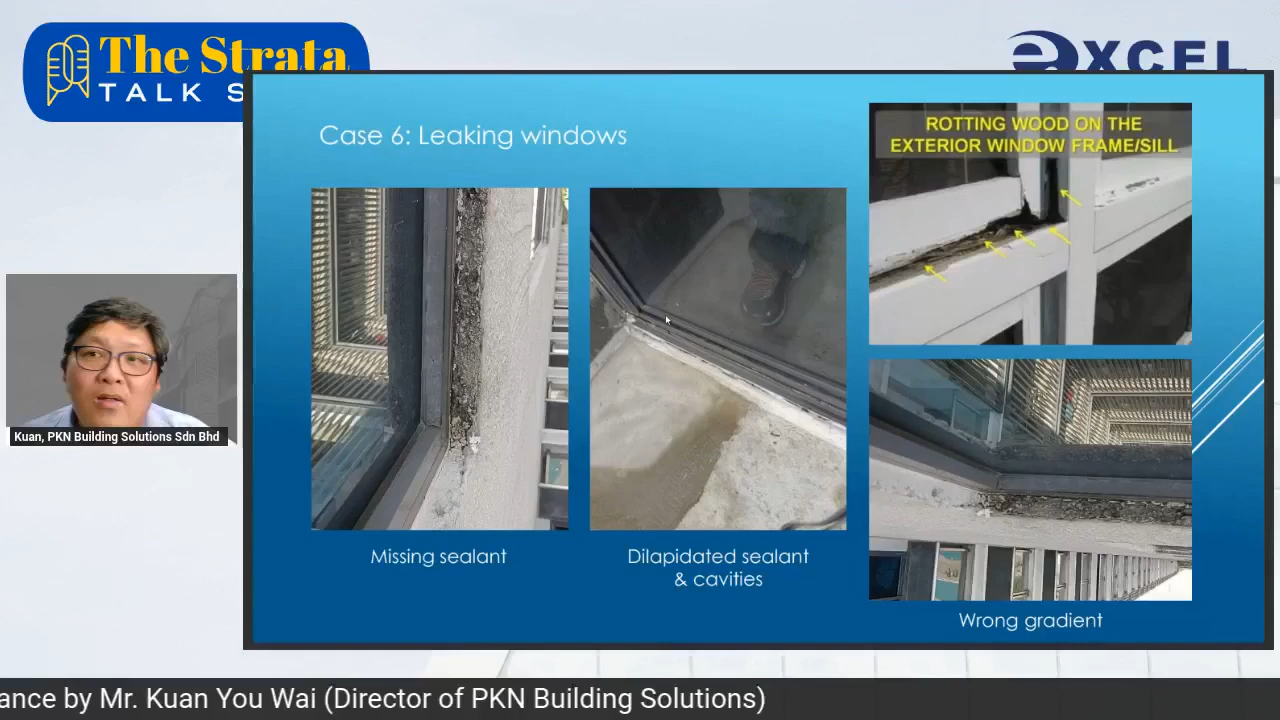 The Strata
TALK S
EXCEL
Case 6: Leaking windows
ROTTING WOOD ON THE
EXTERIOR WINDOW FRAME/SILL
Missing sealant
Dilapidated sealant
& cavities
Wrong gradient
Kuan, PKN Building Solutions Sdn Bhd
ance by Mr. Kuan You Wai (Director of PKN Building Solutions)